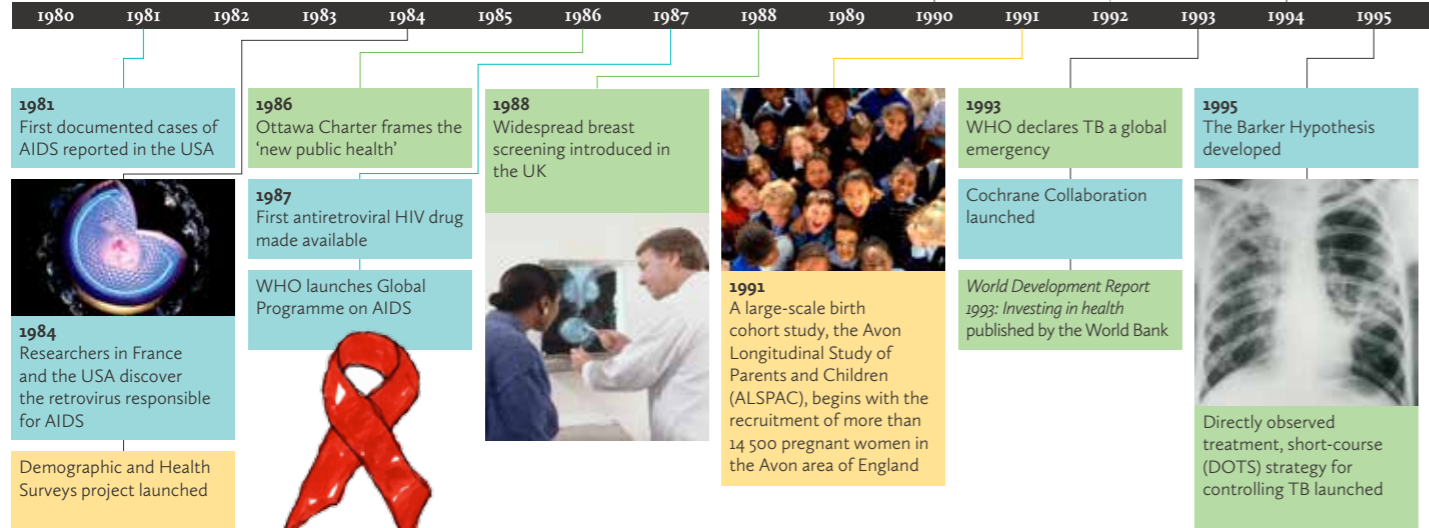 1980 1981 1982 1983 1984 1985 1986 1987 1988 1989 1990 1991 1992 1993 1994 1995
1981
First documented cases of
AIDS reported in the USA
1984
Researchers in France
and the USA discover
the retrovirus responsible
for AIDS
Demographic and Health
Surveys project launched
1986
Ottawa Charter frames the
‘new public health’
1987
First antiretroviral HIV drug
made available
WHO launches Global
Programme on AIDS
1988
Widespread breast
screening introduced in
the UK
1991
A large-scale birth
cohort study, the Avon
Longitudinal Study of
Parents and Children
(ALSPAC), begins with the
recruitment of more than
14 500 pregnant women in
the Avon area of England
1993
WHO declares TB a global
emergency
Cochrane Collaboration
launched
World Development Report
1993: Investing in health
published by the World Bank
1995
The Barker Hypothesis
developed
Directly observed
treatment, short-course
(DOTS) strategy for
controlling TB launched